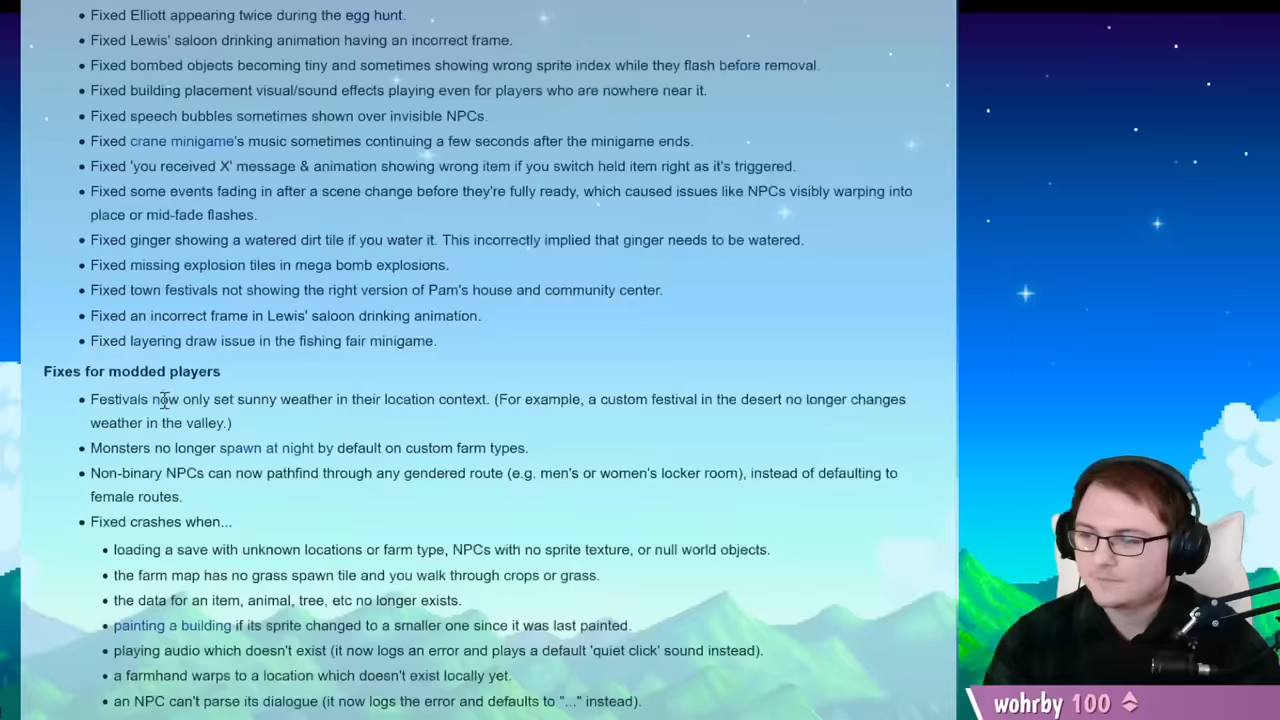 Fixed Elliott appearing twice during the egg hunt.
Fixed Lewis' saloon drinking animation having an incorrect frame.
Fixed bombed objects becoming tiny and sometimes showing wrong sprite index while they flash before removal.
Fixed building placement visual/sound effects playing even for players who are nowhere near it.
Fixed speech bubbles sometimes shown over invisible NPCs.
Fixed crane minigame's music sometimes continuing a few seconds after the minigame ends.
Fixed 'you received X' message & animation showing wrong item if you switch held item right as it's triggered.
Fixed some events fading in after a scene change before they're fully ready, which caused issues like NPCs visibly warping into
place or mid-fade flashes.
Fixed ginger showing a watered dirt tile if you water it. This incorrectly implied that ginger needs to be watered.
Fixed missing explosion tiles in mega bomb explosions.
Fixed town festivals not showing the right version of Pam's house and community center.
Fixed an incorrect frame in Lewis' saloon drinking animation.
Fixed layering draw issue in the fishing fair minigame.
Fixes for modded players
Festivals now only set sunny weather in their location context. (For example, a custom festival in the desert no longer changes
weather in the valley.)
Monsters no longer spawn at night by default on custom farm types.
Non-binary NPCs can now pathfind through any gendered route (e.g. men's or women's locker room), instead of defaulting to
female routes.
Fixed crashes when...
loading a save with unknown locations or farm type, NPCs with no sprite texture, or null world objects.
the farm map has no grass spawn tile and you walk through crops or grass.
the data for an item, animal, tree, etc no longer exists.
painting a building if its sprite changed to a smaller one since it was last painted.
playing audio which doesn't exist (it now logs an error and plays a default 'quiet click' sound instead).
a farmhand warps to a location which doesn't exist locally yet.
an NPC can't parse its dialogue (it now logs the error and defaults to "..." instead).
wohrby 100